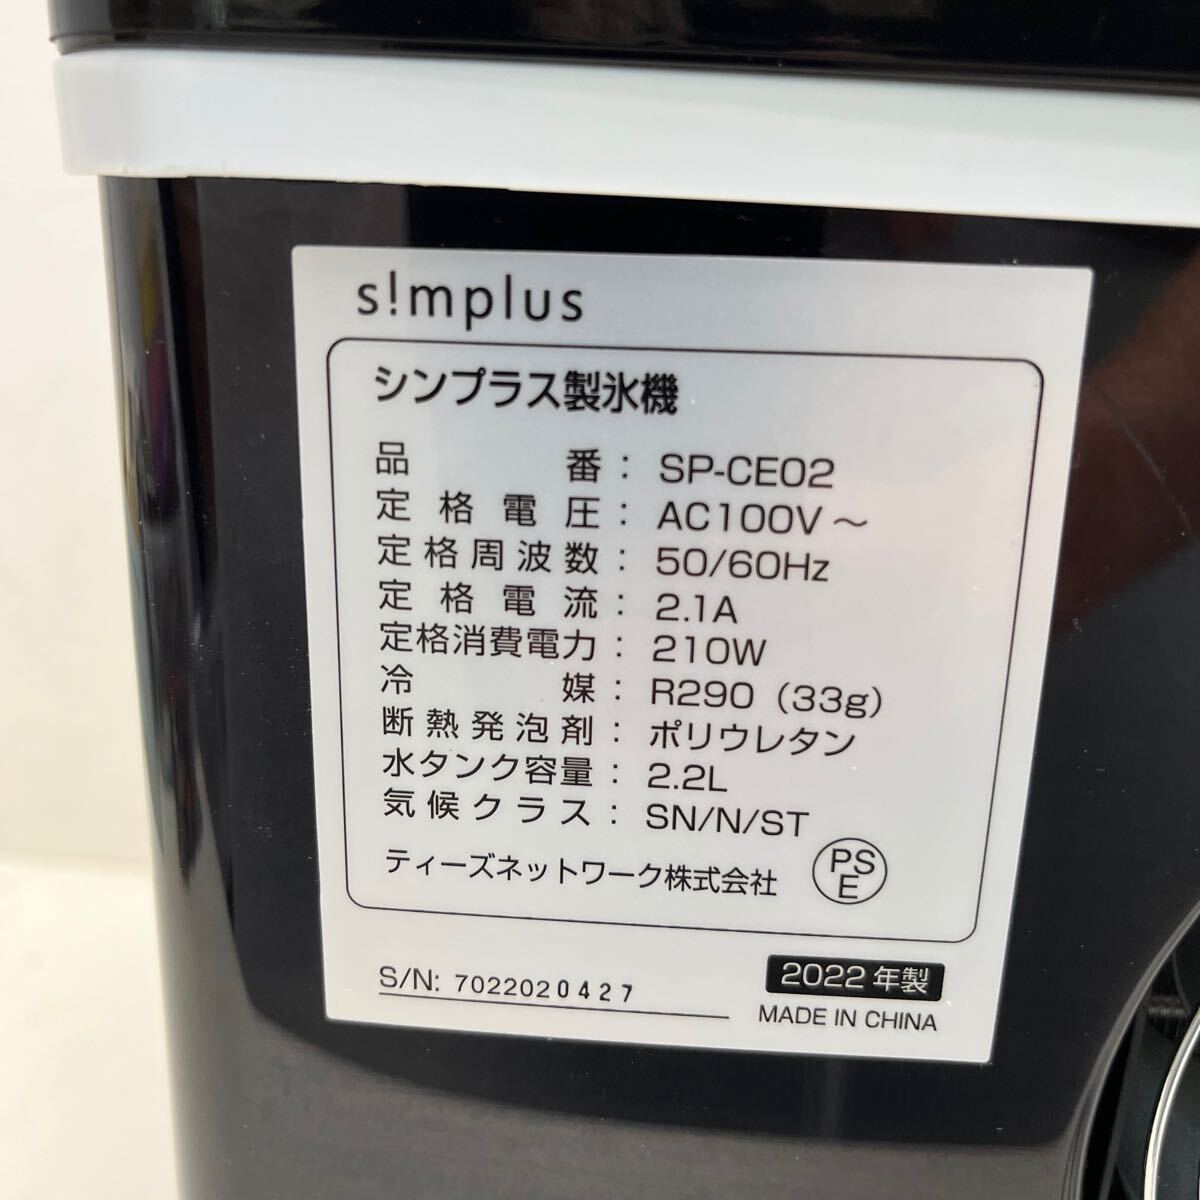 s!mplus
シンプラス製氷機
品番：SP-CE02
定格電圧：AC100V～
定格周波数：50/60Hz
定格電流：2.1A
定格消費電力：210W
冷媒：R290（33g）
断熱発泡剤：ポリウレタン
水タンク容量：2.2L
気候クラス：SN/N/ST
ティーズネットワーク株式会社
PS
E
S/N: 7022020427
2022年製
MADE IN CHINA